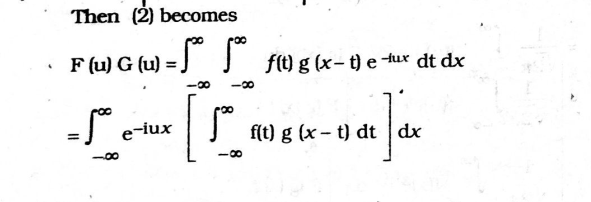 Then (2) becomes
F (u) G (u) = ∫_{-∞}^{∞} ∫_{-∞}^{∞} f(t) g (x – t) e^{-iux} dt dx
= ∫_{-∞}^{∞} e^{-iux} [ ∫_{-∞}^{∞} f(t) g (x – t) dt ] dx